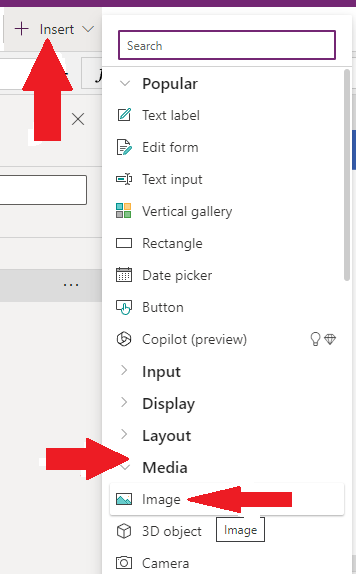 Insert
Search
Popular
Text label
Edit form
Text input
Vertical gallery
Rectangle
Date picker
Button
Copilot (preview)
Input
Display
Layout
Media
Image
3D object
Image
Camera